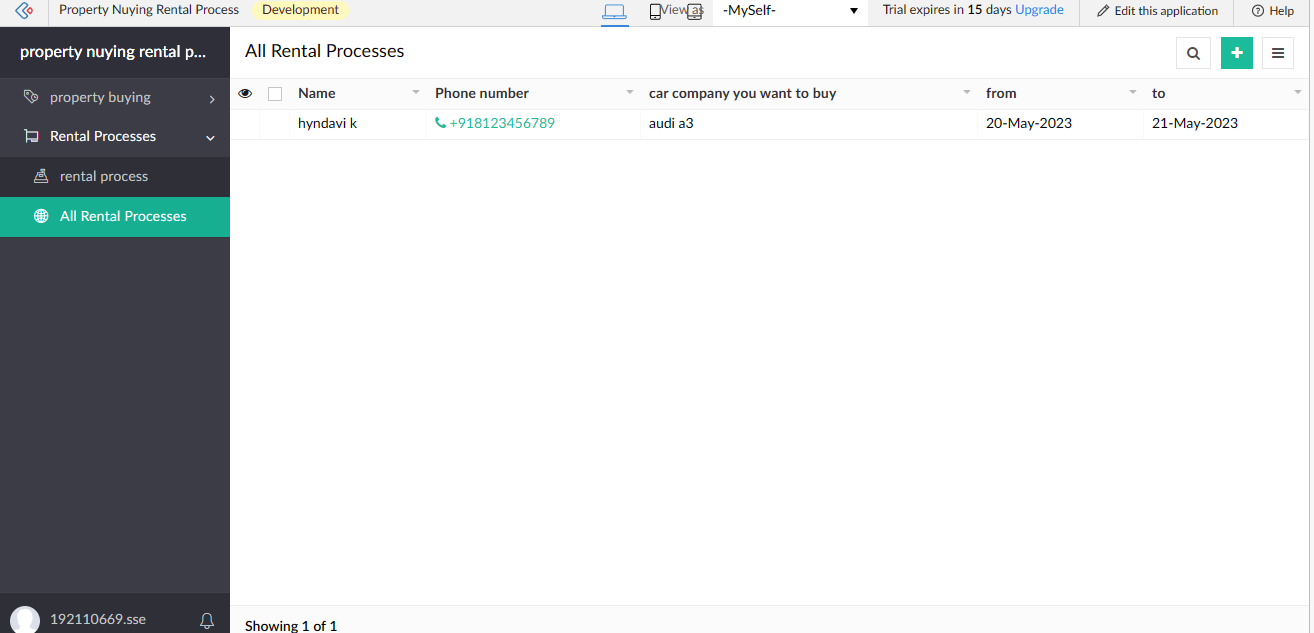 Property Nuying Rental Process Development View as -MySelf- Trial expires in 15 days Upgrade Edit this application Help
property nuying rental p... All Rental Processes
property buying
Rental Processes
rental process
All Rental Processes
Name Phone number car company you want to buy from to
hyndavi k +918123456789 audi a3 20-May-2023 21-May-2023
192110669.sse
Showing 1 of 1